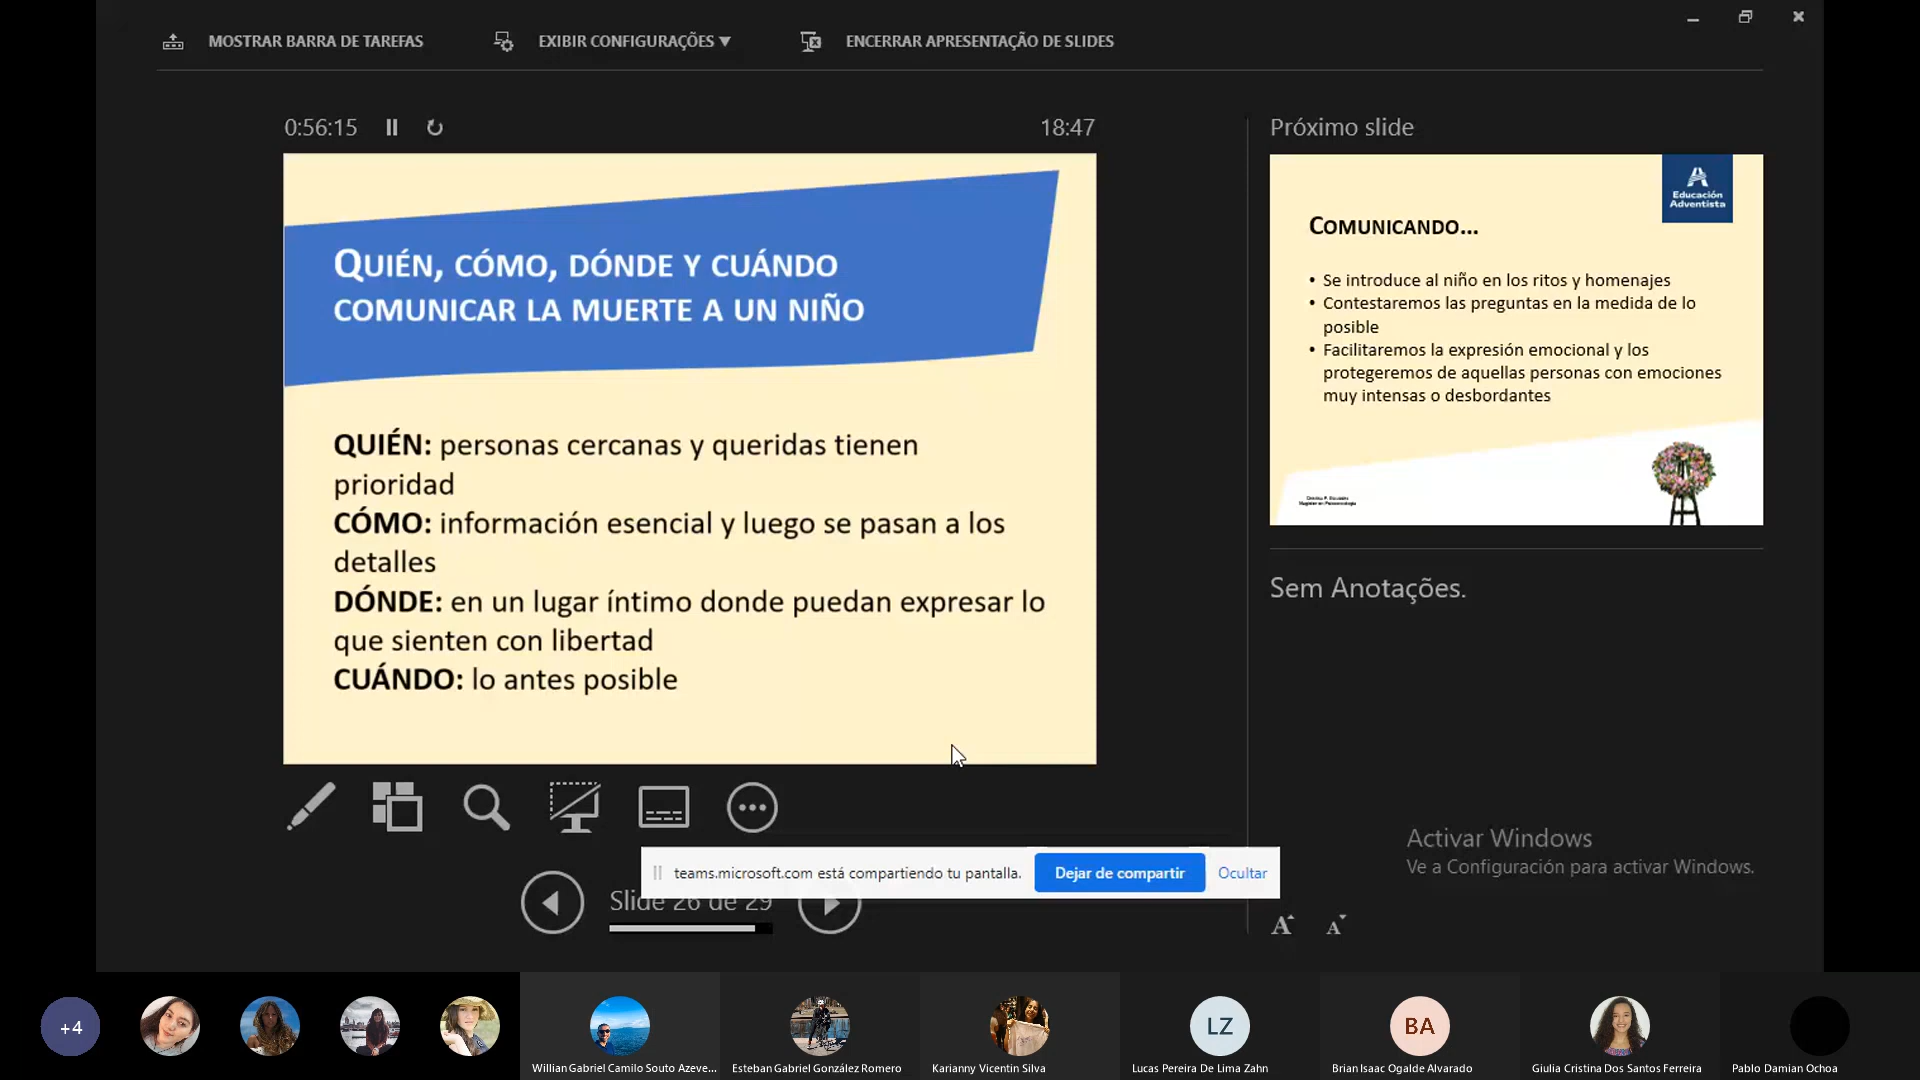 MOSTRAR BARRA DE TAREFAS
EXIBIR CONFIGURAÇÕES ▼
ENCERRAR APRESENTAÇÃO DE SLIDES
0:56:15
18:47
QUIÉN, CÓMO, DÓNDE Y CUÁNDO
COMUNICAR LA MUERTE A UN NIÑO
QUIÉN: personas cercanas y queridas tienen
prioridad
CÓMO: información esencial y luego se pasan a los
detalles
DÓNDE: en un lugar íntimo donde puedan expresar lo
que sienten con libertad
CUÁNDO: lo antes posible
Próximo slide
Educación
Adventista
COMUNICANDO...
• Se introduce al niño en los ritos y homenajes
• Contestaremos las preguntas en la medida de lo
posible
• Facilitaremos la expresión emocional y los
protegeremos de aquellas personas con emociones
muy intensas o desbordantes
Sem Anotações.
Activar Windows
Ve a Configuración para activar Windows.
teams.microsoft.com está compartiendo tu pantalla.
Dejar de compartir
Ocultar
Slide 26 de 29
A A
+4
LZ
BA
Willian Gabriel Camilo Souto Azeve...
Esteban Gabriel González Romero
Karianny Vicentin Silva
Lucas Pereira De Lima Zahn
Brian Isaac Ogalde Alvarado
Giulia Cristina Dos Santos Ferreira
Pablo Damian Ochoa